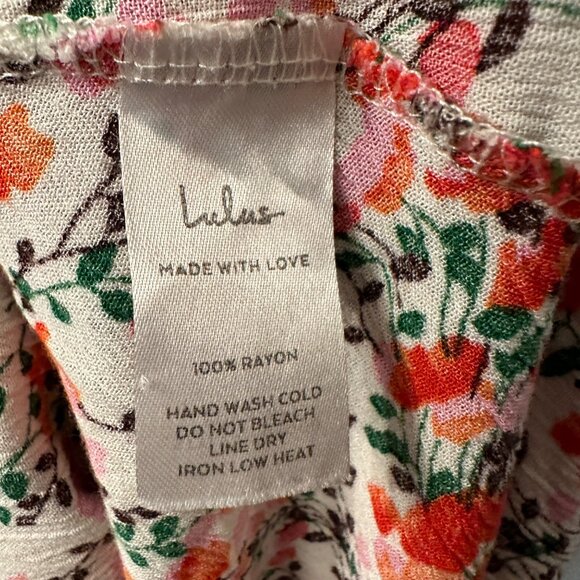 Lulus
MADE WITH LOVE
100% RAYON
HAND WASH COLD
DO NOT BLEACH
LINE DRY
IRON LOW HEAT